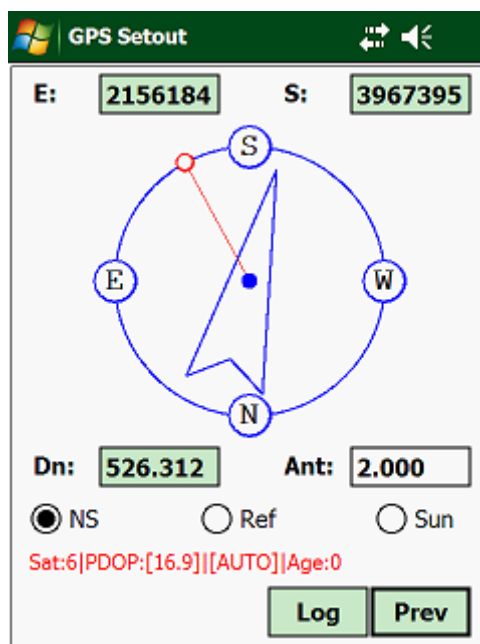 GPS Setout
E: 2156184 S: 3967395
S
E W
N
Dn: 526.312 Ant: 2.000
NS Ref Sun
Sat:6|PDOP:[16.9]|[AUTO]|Age:0
Log Prev